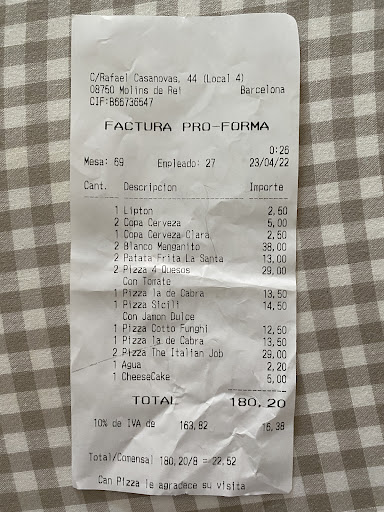 C/Rafael Casanovas, 44 (Local 4)
08750 Molins de Rei Barcelona
CIF:B66736547
FACTURA PRO-FORMA
0:26
Mesa: 69 Empleado: 27 23/04/22
Cant. Descripcion Importe
1 Lipton 2,50
2 Copa Cerveza 5,00
1 Copa Cerveza Clara 2,50
2 Blanco Menganito 38,00
2 Patata Frita La Santa 13,00
2 Pizza 4 Quesos 29,00
Con Tomate
1 Pizza la de Cabra 13,50
1 Pizza Sicili 14,50
Con Jamon Dulce
1 Pizza Cotto Funghi 12,50
1 Pizza la de Cabra 13,50
2 Pizza The Italian Job 29,00
1 Agua 2,20
1 CheeseCake 5,00
TOTAL 180,20
10% de IVA de 163,82 16,38
Total/Comensal 180,20/8 = 22,52
Can Pizza le agradece su visita